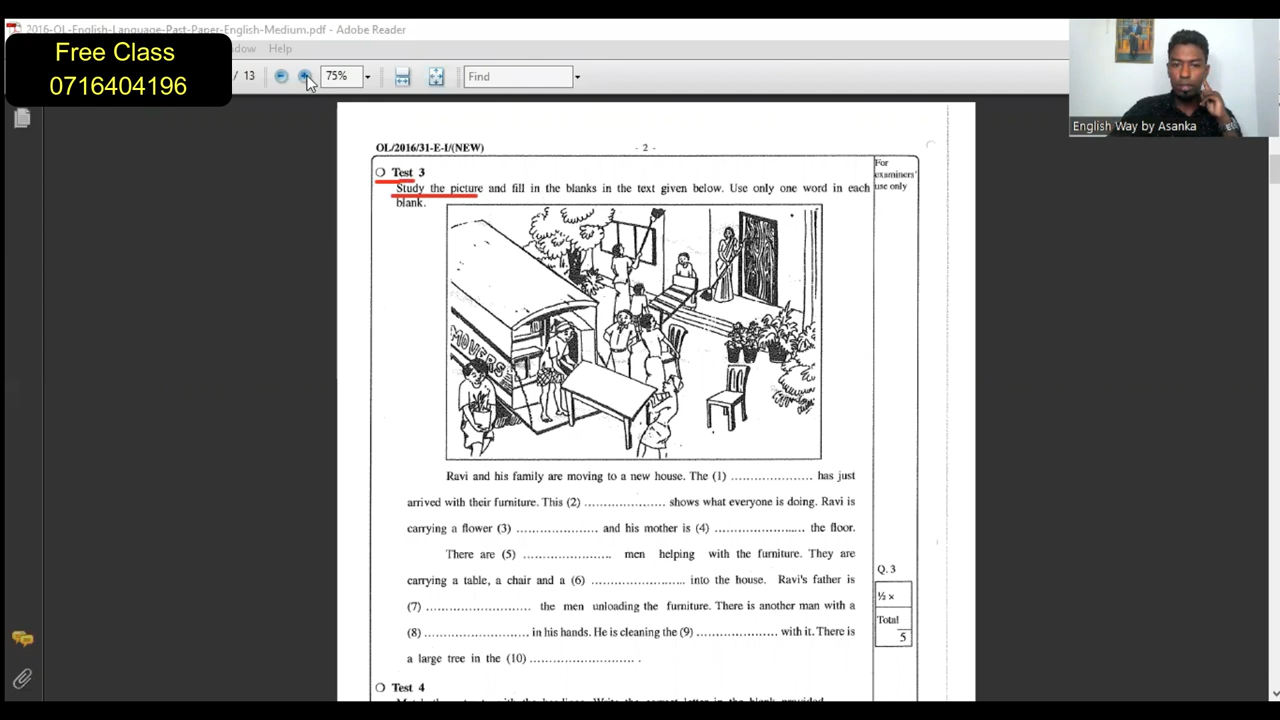 2016-OL-English-Language-Past-Paper-English-Medium.pdf - Adobe Reader
Free Class
0716404196
Help
/ 13
75%
Find
English Way by Asanka
OL/2016/31-E-I/(NEW)
- 2 -
For
examiners'
use only
Test 3
Study the picture and fill in the blanks in the text given below. Use only one word in each
blank.
MOVERS
Ravi and his family are moving to a new house. The (1) ..................... has just
arrived with their furniture. This (2) ..................... shows what everyone is doing. Ravi is
carrying a flower (3) ..................... and his mother is (4) ....................... the floor.
There are (5) ....................... men helping with the furniture. They are
carrying a table, a chair and a (6) ........................ into the house. Ravi's father is
(7) ........................... the men unloading the furniture. There is another man with a
(8) ........................... in his hands. He is cleaning the (9) ..................... with it. There is
a large tree in the (10) ........................... .
Q. 3
½ x
Total
5
Test 4